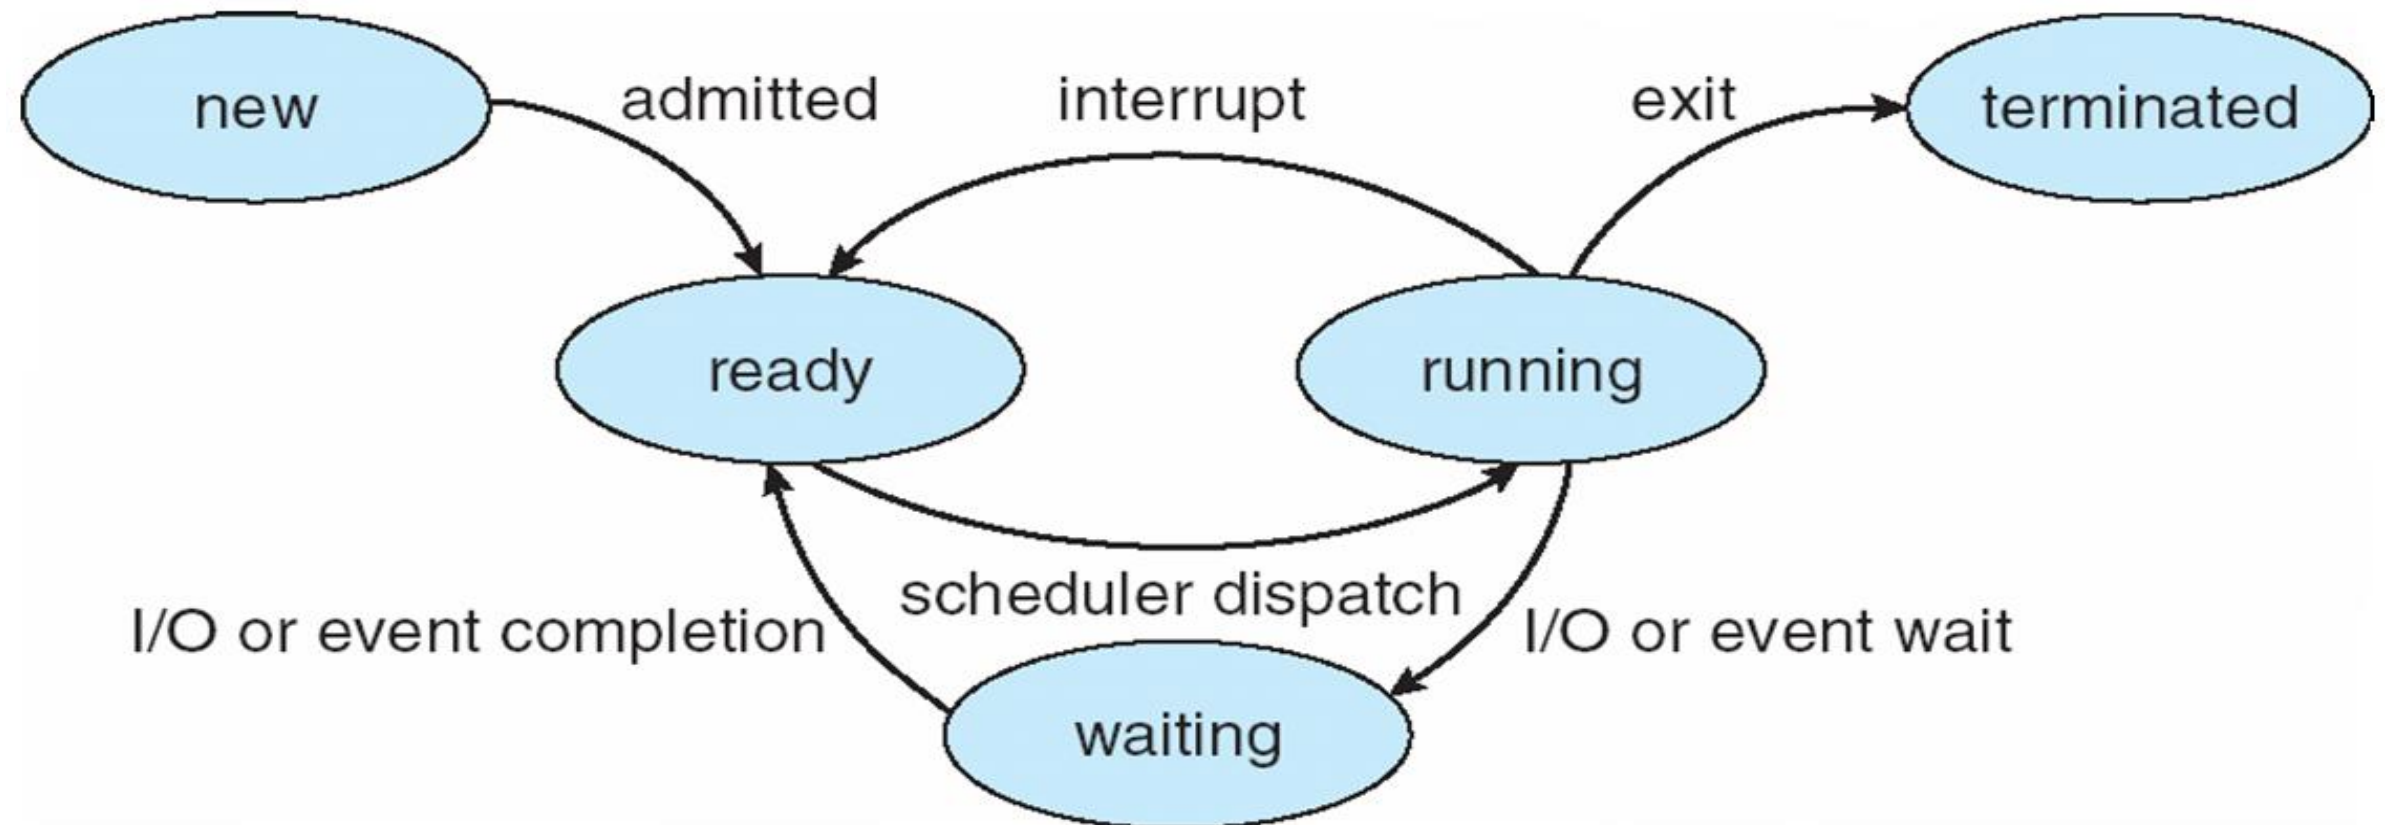 new
admitted
interrupt
exit
terminated
ready
running
scheduler dispatch
I/O or event completion
I/O or event wait
waiting